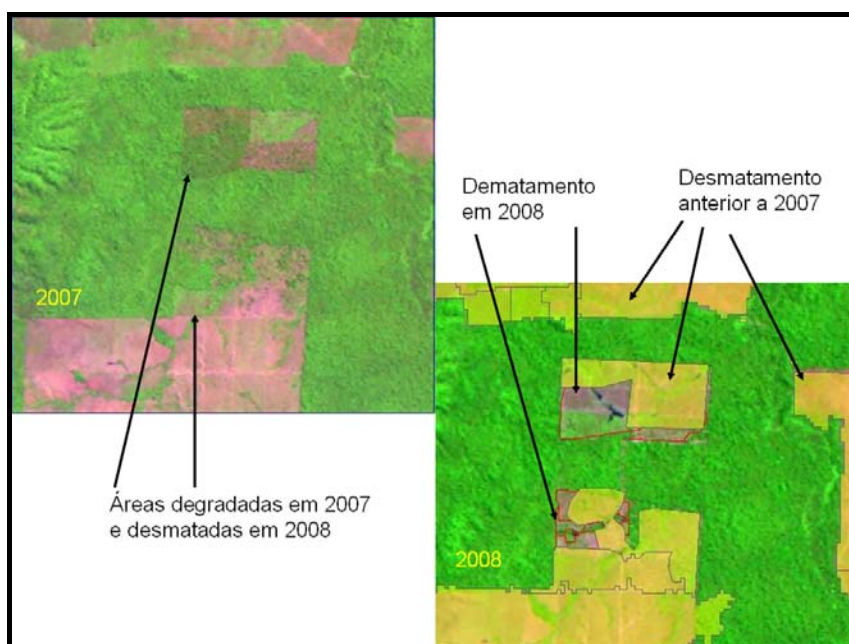 2007
Áreas degradadas em 2007
e desmatadas em 2008
Dematamento
em 2008
Desmatamento
anterior a 2007
2008